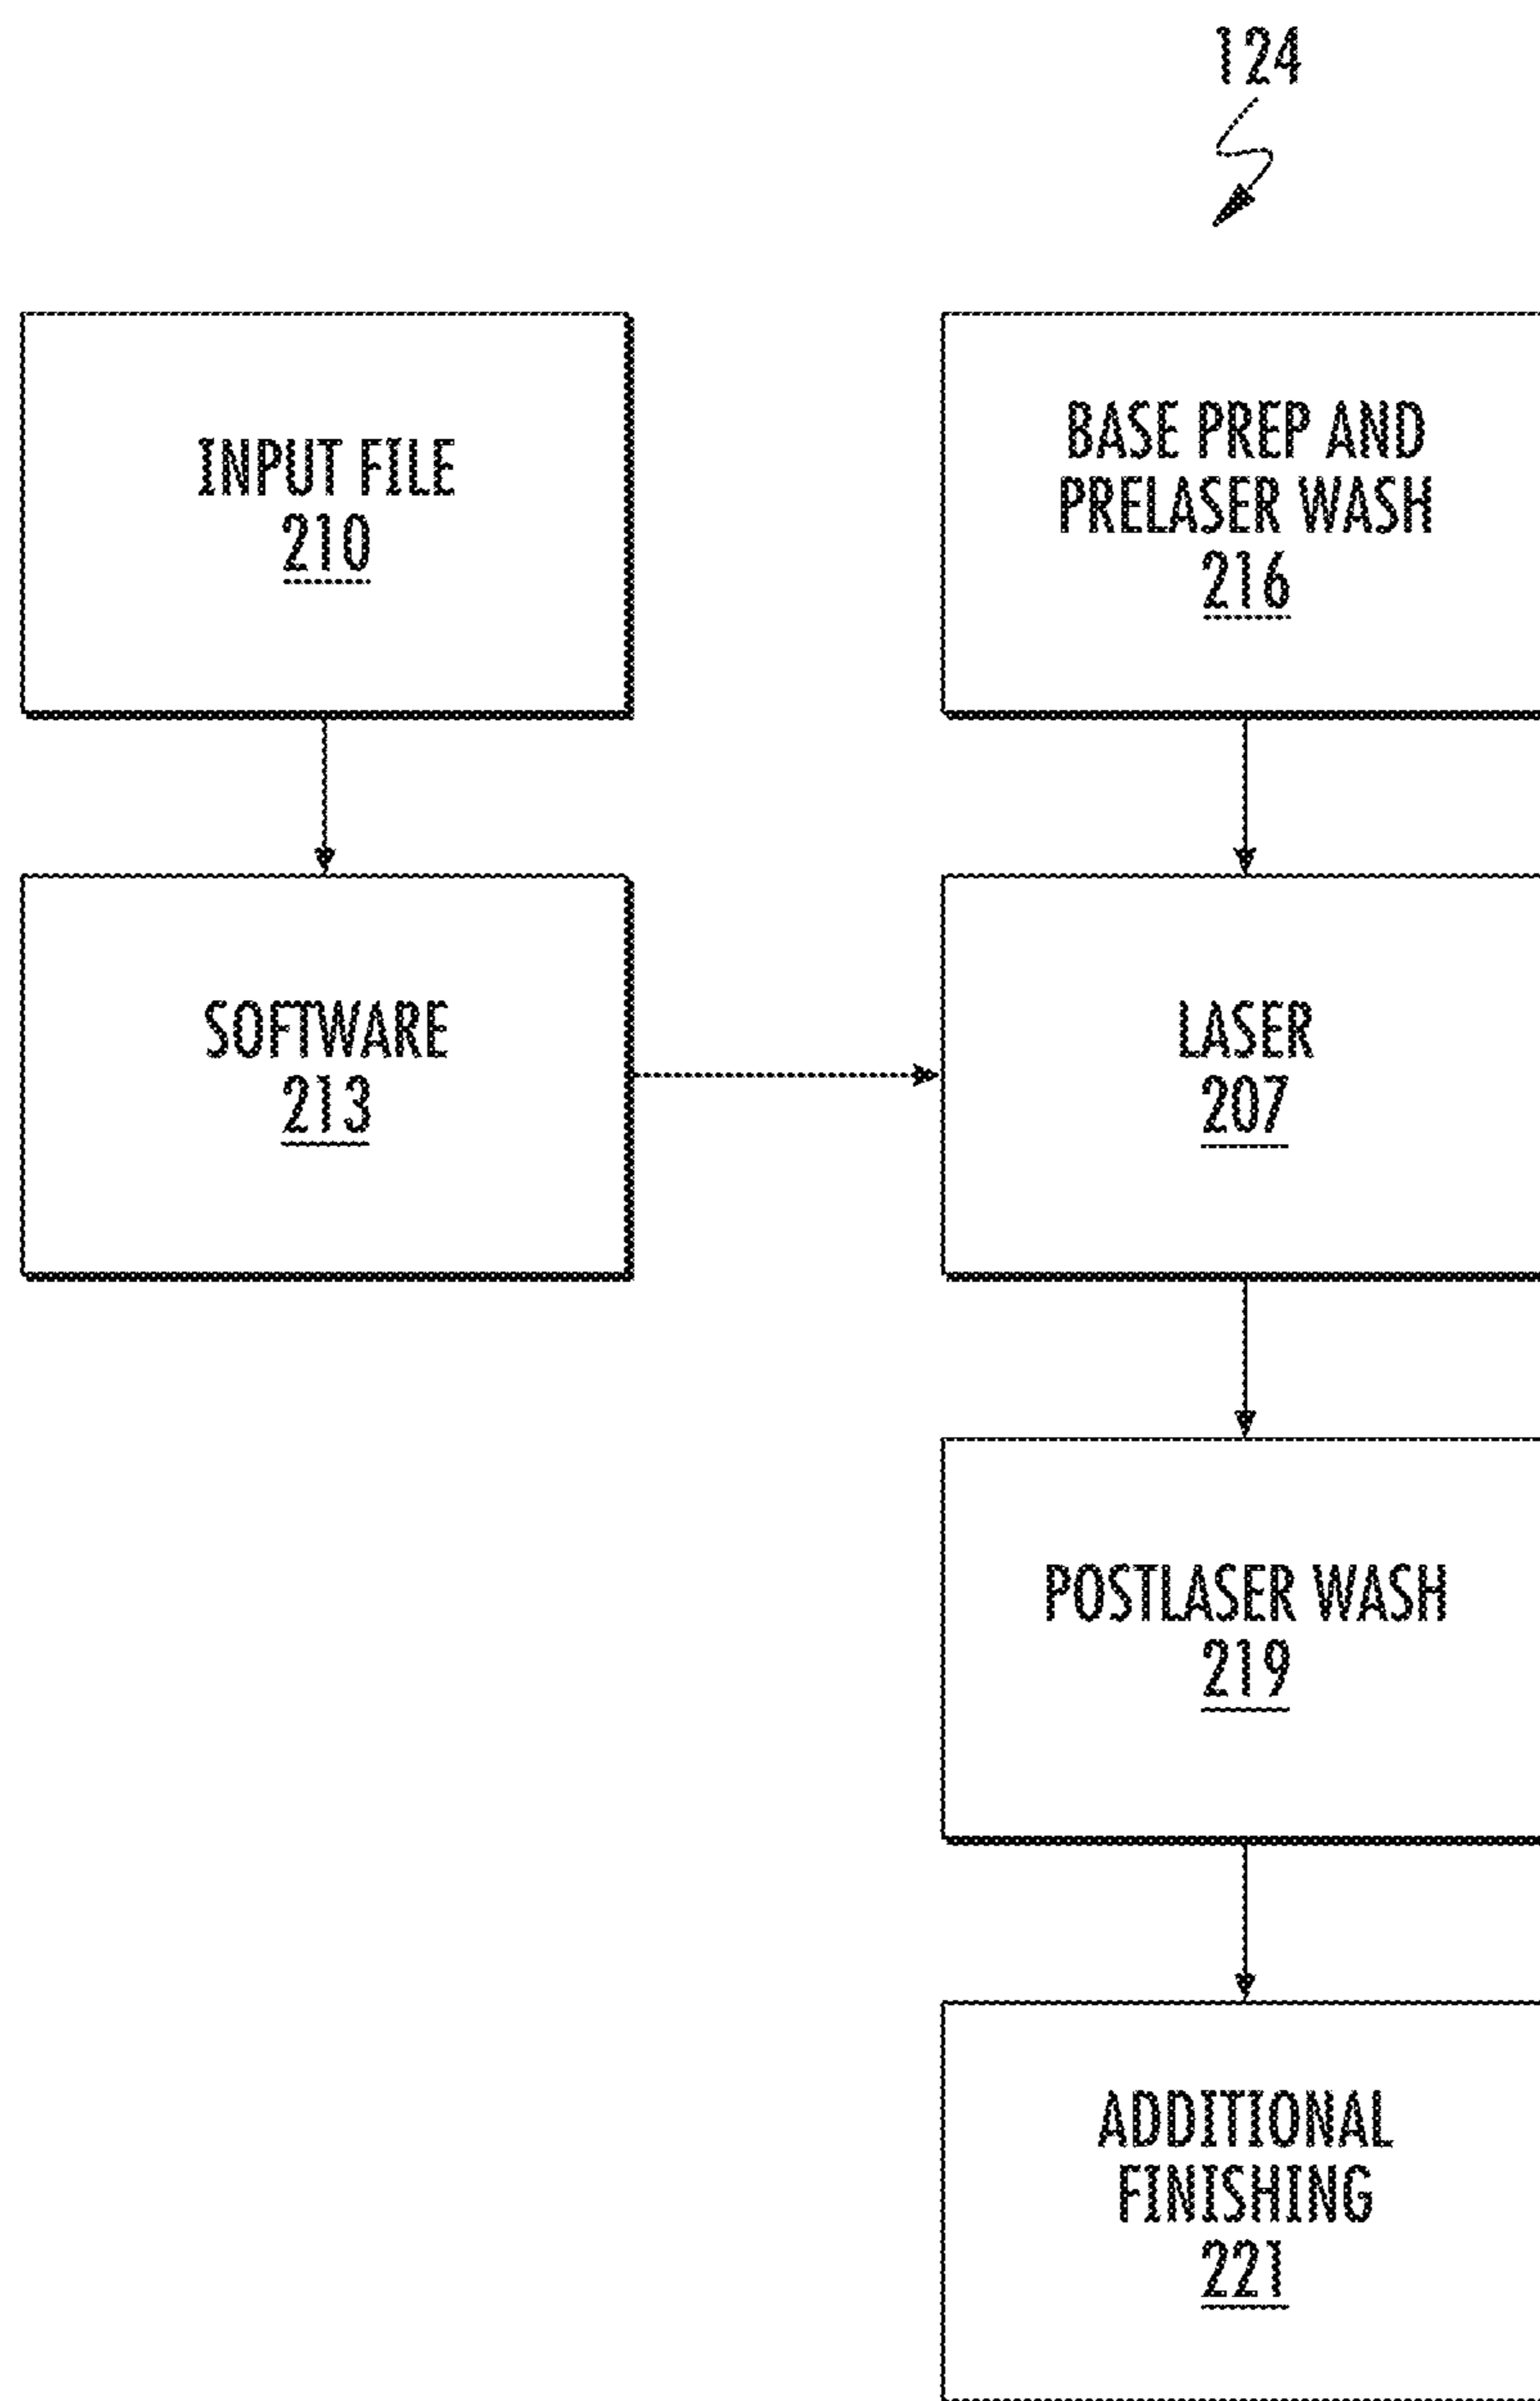 124
INPUT FILE
210
BASE PREP AND
PRELASER WASH
216
SOFTWARE
213
LASER
207
POSTLASER WASH
219
ADDITIONAL
FINISHING
221